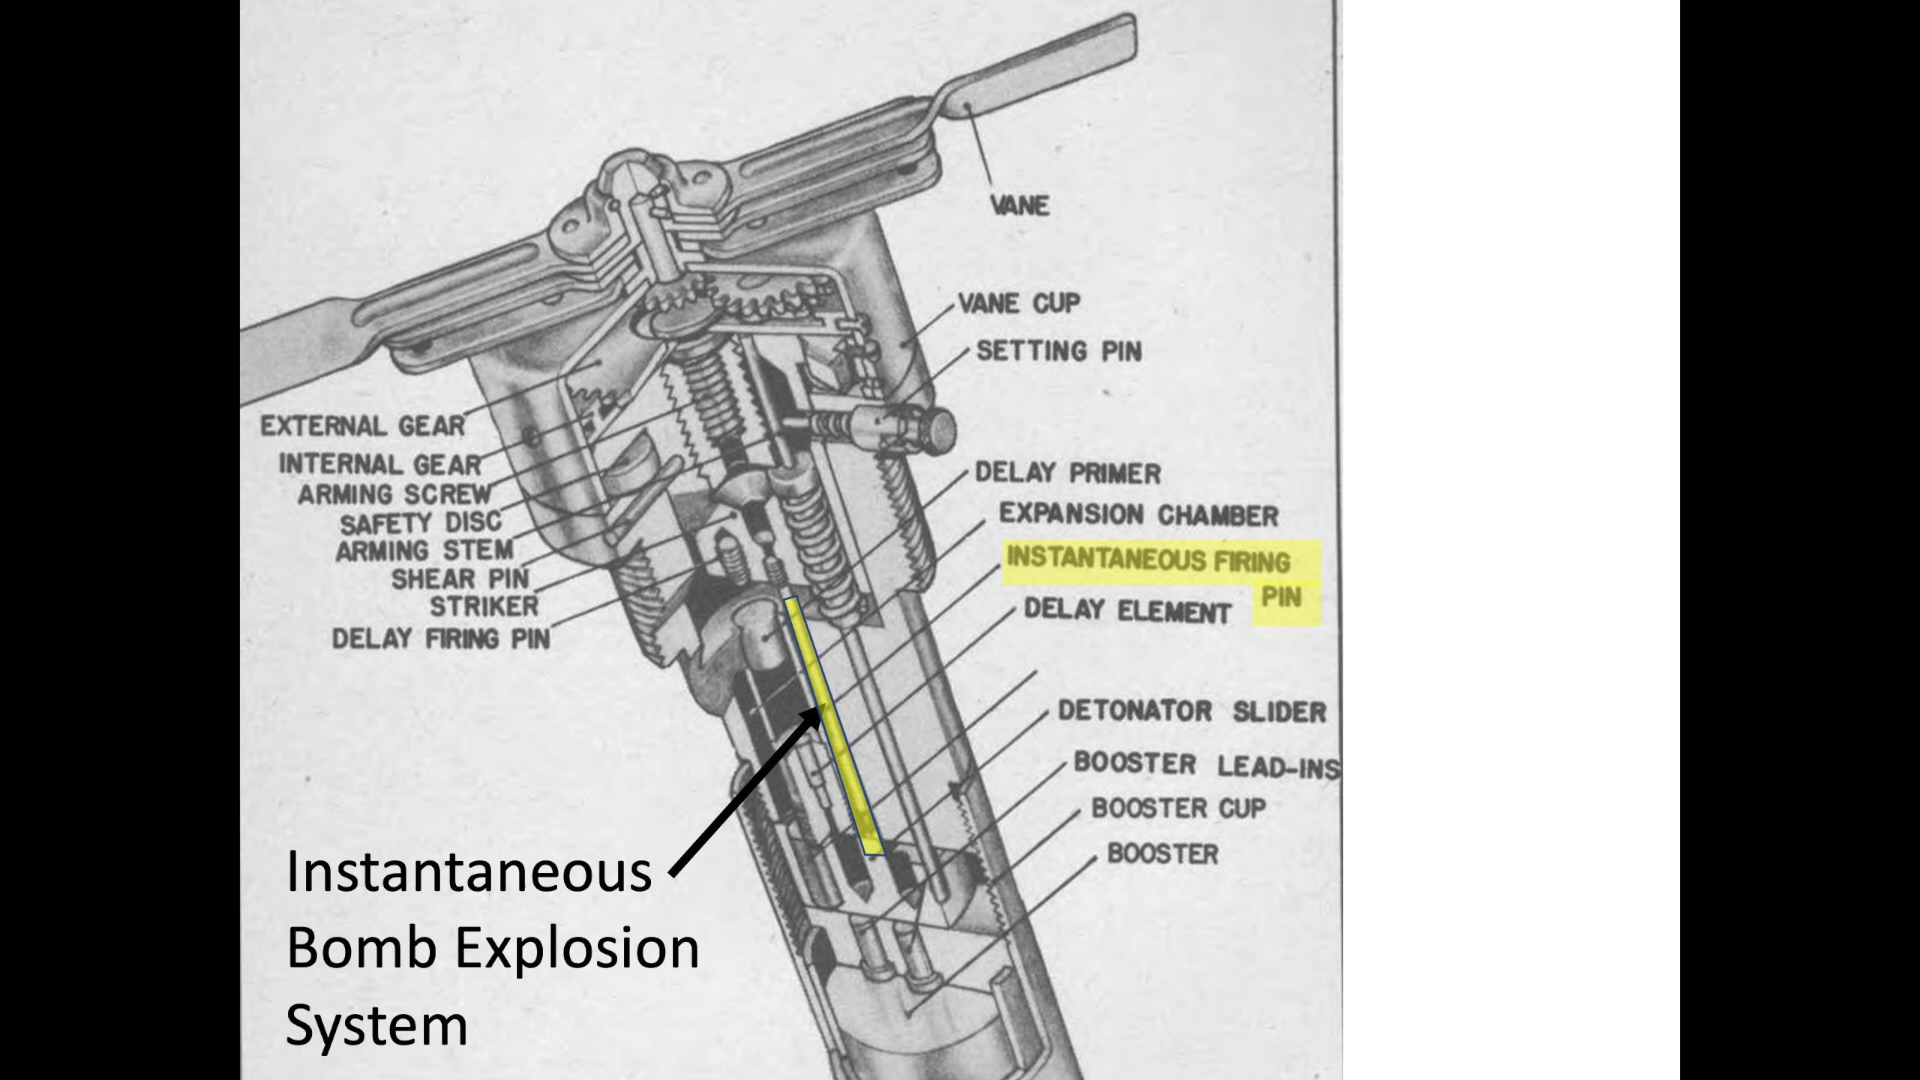 VANE
VANE CUP
SETTING PIN
EXTERNAL GEAR
INTERNAL GEAR
ARMING SCREW
SAFETY DISC
ARMING STEM
SHEAR PIN
STRIKER
DELAY FIRING PIN
DELAY PRIMER
EXPANSION CHAMBER
INSTANTANEOUS FIRING
PIN
DELAY ELEMENT
DETONATOR SLIDER
BOOSTER LEAD-INS
BOOSTER CUP
BOOSTER
Instantaneous
Bomb Explosion
System